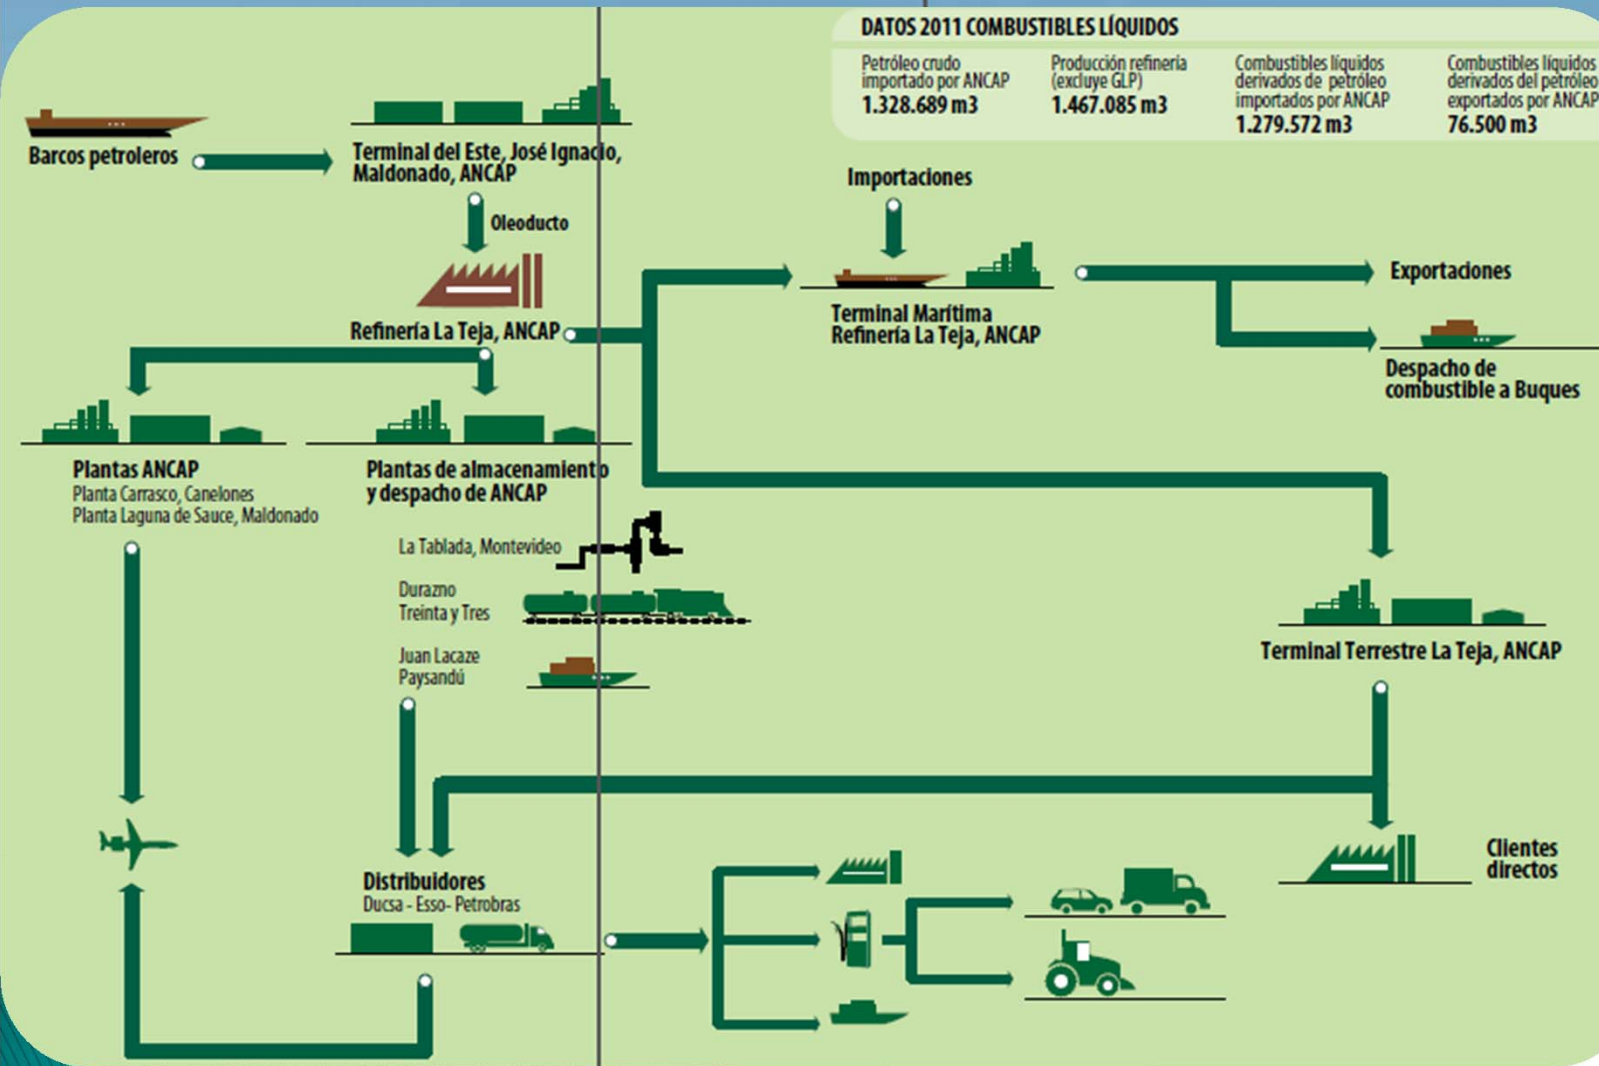 DATOS 2011 COMBUSTIBLES LÍQUIDOS
Petróleo crudo
importado por ANCAP
1.328.689 m3
Producción refinería
(excluye GLP)
1.467.085 m3
Combustibles líquidos
derivados de petróleo
importados por ANCAP
1.279.572 m3
Combustibles líquidos
derivados del petróleo
exportados por ANCAP
76.500 m3
Barcos petroleros
Terminal del Este, José Ignacio,
Maldonado, ANCAP
Oleoducto
Refinería La Teja, ANCAP
Importaciones
Terminal Marítima
Refinería La Teja, ANCAP
Exportaciones
Despacho de
combustible a Buques
Plantas ANCAP
Planta Carrasco, Canelones
Planta Laguna de Sauce, Maldonado
Plantas de almacenamiento
y despacho de ANCAP
La Tablada, Montevideo
Durazno
Treinta y Tres
Juan Lacaze
Paysandú
Terminal Terrestre La Teja, ANCAP
Clientes
directos
Distribuidores
Ducsa - Esso- Petrobras